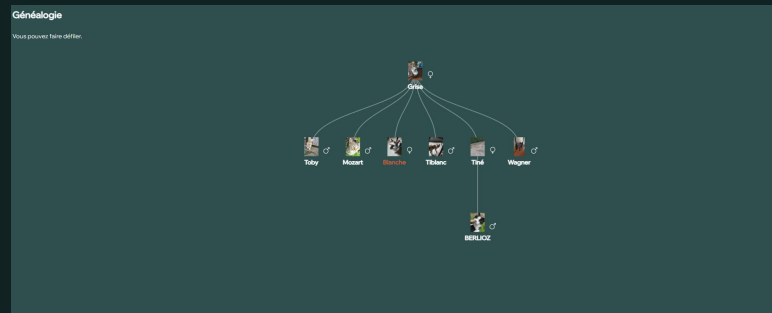 Généalogie
Vous pouvez faire défiler.
Grise
Toby
Mozart
Blanche
Tiblanc
Tiné
Wagner
BERLIOZ